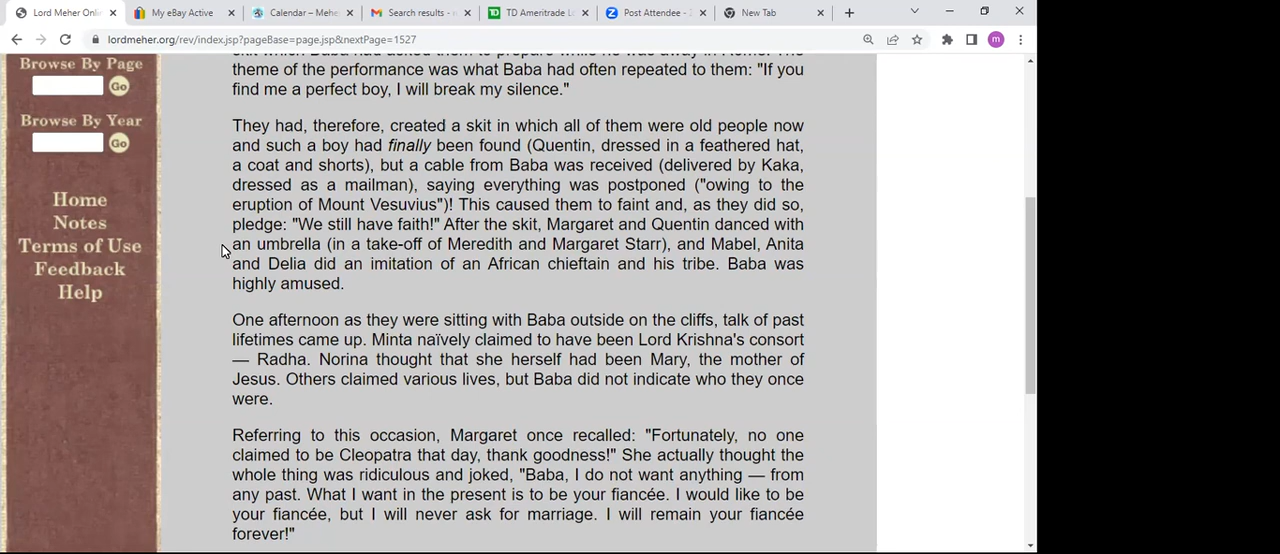 Lord Meher Onli
My eBay Active
Calendar – Mehe
Search results - v
TD Ameritrade Lo
Post Attendee - Z
New Tab
lordmeher.org/rev/index.jsp?pageBase=page.jsp&nextPage=1527
m
Browse By Page
Go
Browse By Year
Go
Home
Notes
Terms of Use
Feedback
Help
theme of the performance was what Baba had often repeated to them: "If you
find me a perfect boy, I will break my silence."
They had, therefore, created a skit in which all of them were old people now
and such a boy had finally been found (Quentin, dressed in a feathered hat,
a coat and shorts), but a cable from Baba was received (delivered by Kaka,
dressed as a mailman), saying everything was postponed ("owing to the
eruption of Mount Vesuvius")! This caused them to faint and, as they did so,
pledge: "We still have faith!" After the skit, Margaret and Quentin danced with
an umbrella (in a take-off of Meredith and Margaret Starr), and Mabel, Anita
and Delia did an imitation of an African chieftain and his tribe. Baba was
highly amused.
One afternoon as they were sitting with Baba outside on the cliffs, talk of past
lifetimes came up. Minta naïvely claimed to have been Lord Krishna's consort
— Radha. Norina thought that she herself had been Mary, the mother of
Jesus. Others claimed various lives, but Baba did not indicate who they once
were.
Referring to this occasion, Margaret once recalled: "Fortunately, no one
claimed to be Cleopatra that day, thank goodness!" She actually thought the
whole thing was ridiculous and joked, "Baba, I do not want anything — from
any past. What I want in the present is to be your fiancée. I would like to be
your fiancée, but I will never ask for marriage. I will remain your fiancée
forever!"